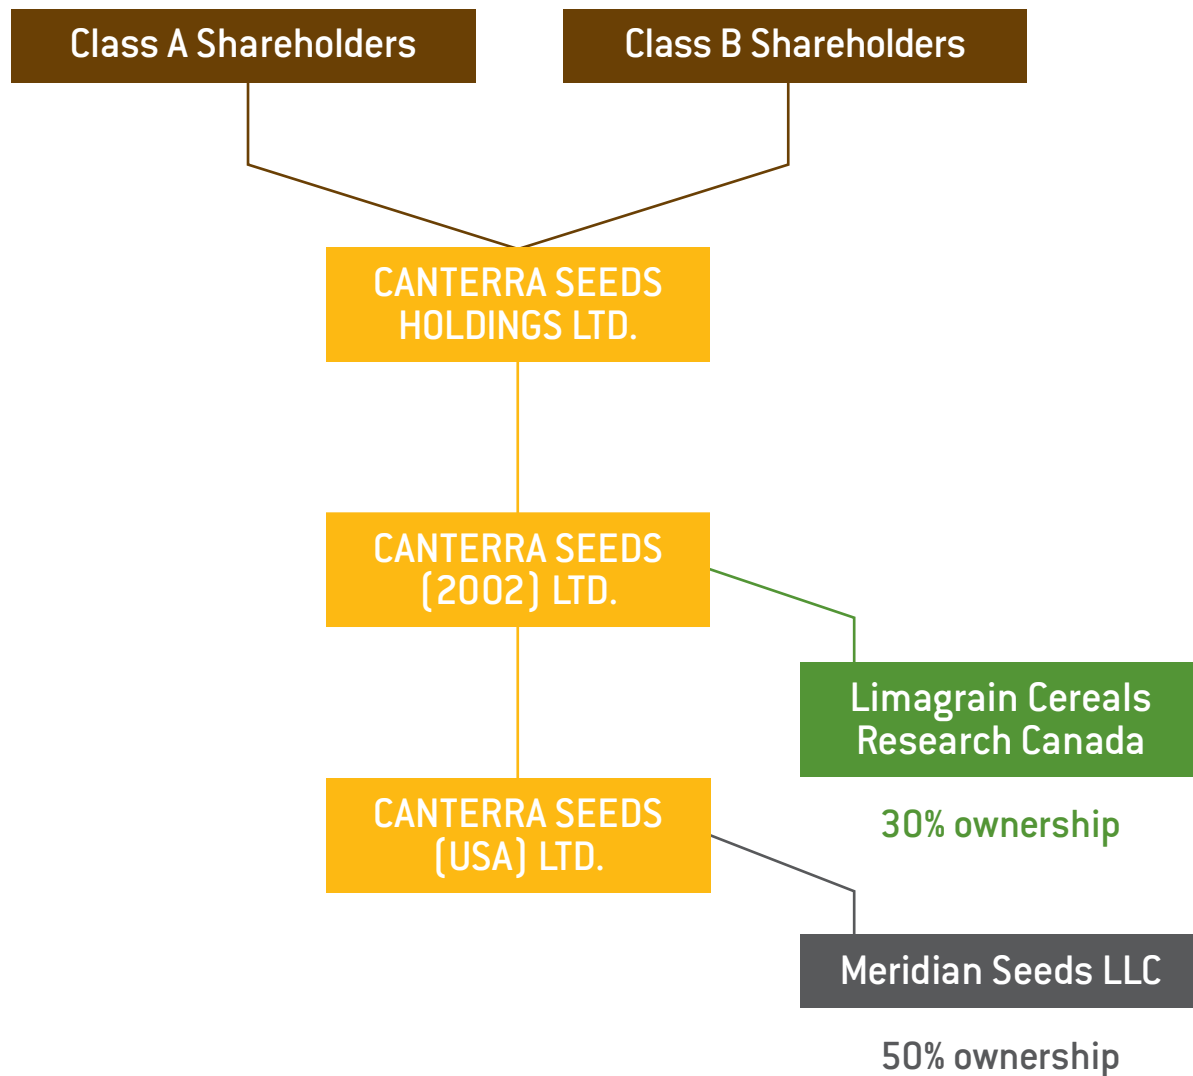 Class A Shareholders
Class B Shareholders
CANTERRA SEEDS
HOLDINGS LTD.
CANTERRA SEEDS
(2002) LTD.
Limagrain Cereals
Research Canada
30% ownership
CANTERRA SEEDS
(USA) LTD.
Meridian Seeds LLC
50% ownership